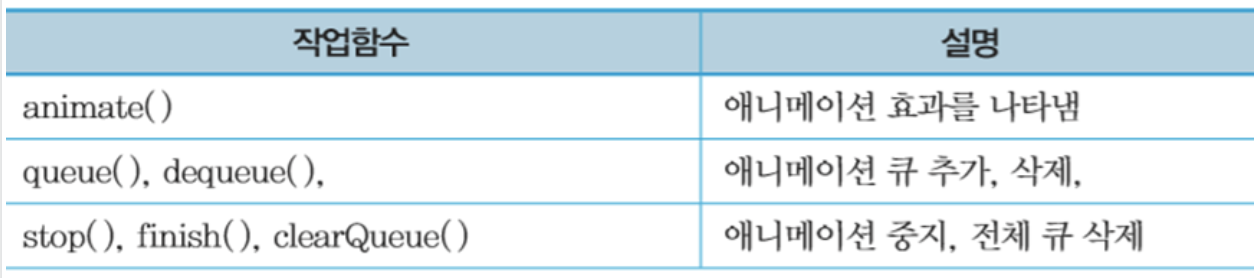 작업함수 설명
animate() 애니메이션 효과를 나타냄
queue(), dequeue(), 애니메이션 큐 추가, 삭제,
stop(), finish(), clearQueue() 애니메이션 중지, 전체 큐 삭제